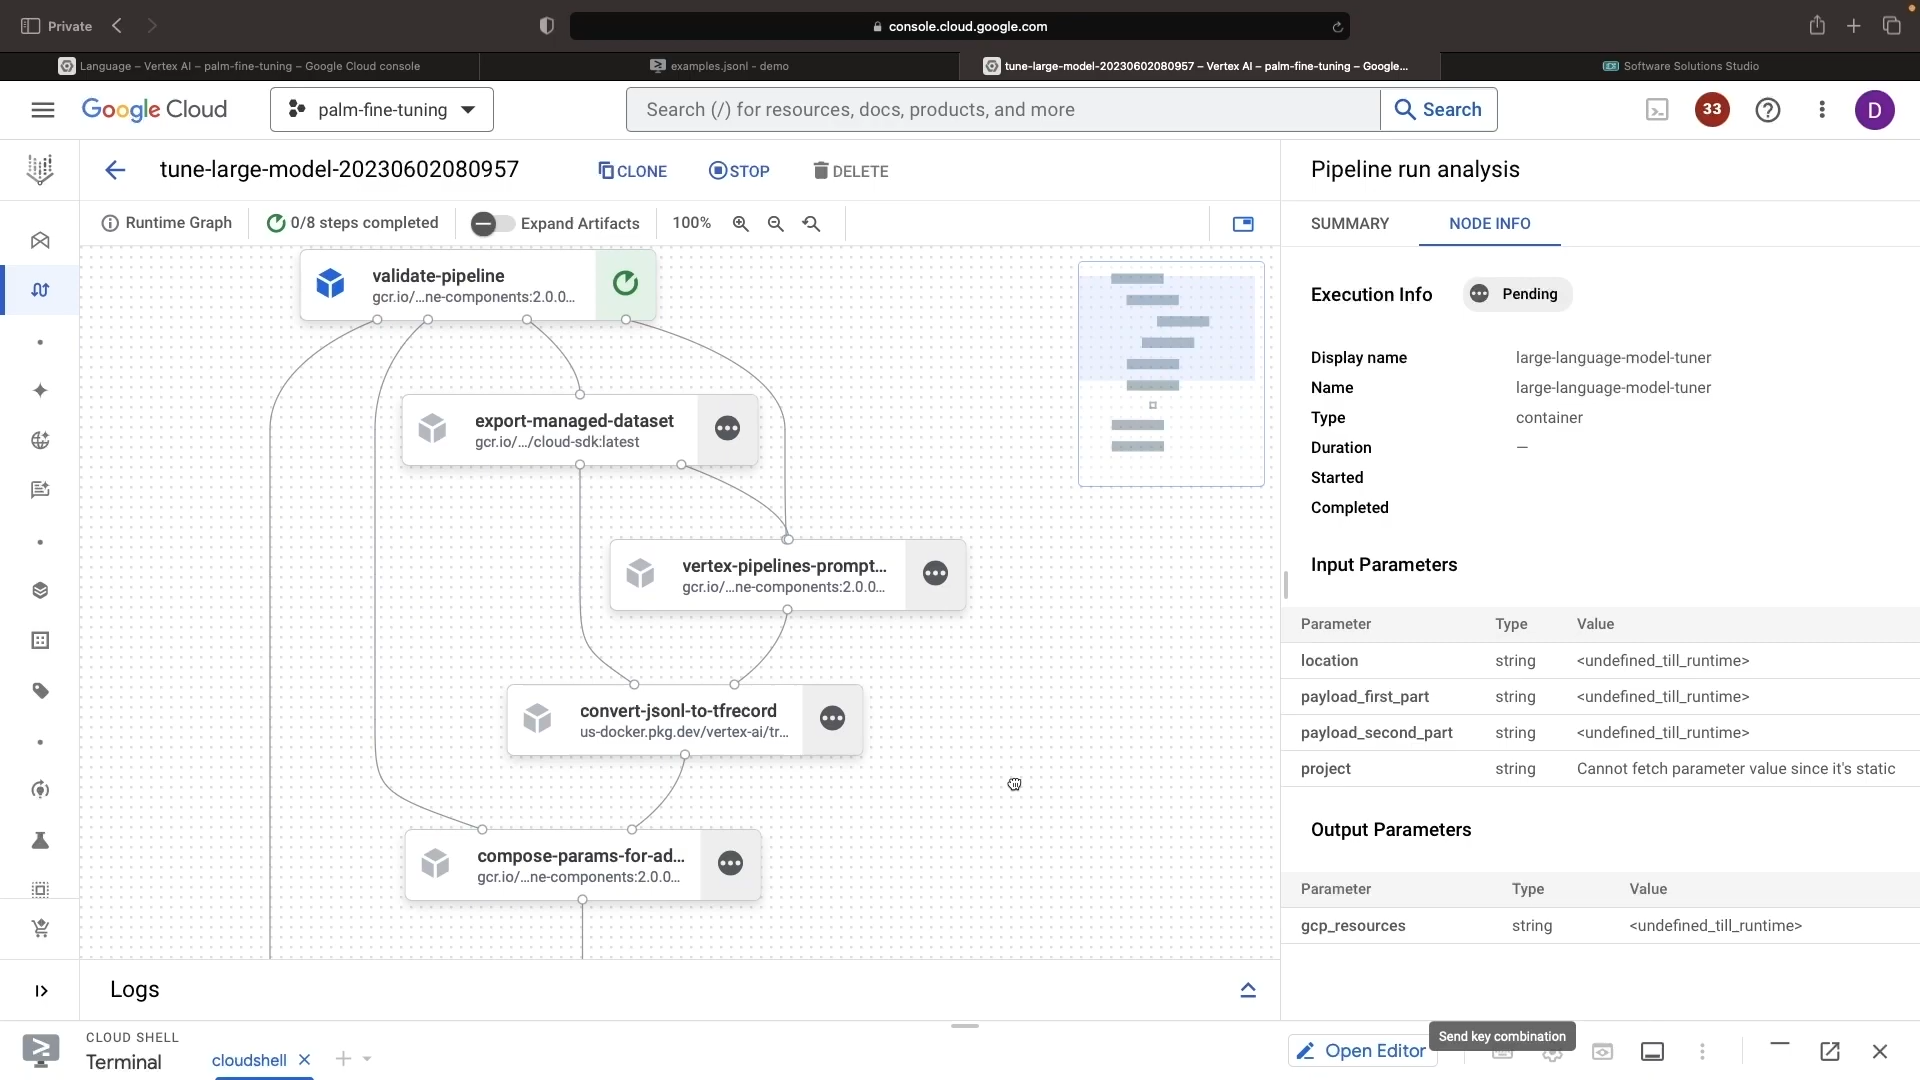 Private
console.cloud.google.com
Language – Vertex AI – palm-fine-tuning – Google Cloud console
examples.jsonl - demo
tune-large-model-20230602080957 – Vertex AI – palm-fine-tuning – Google...
Software Solutions Studio
Google Cloud
palm-fine-tuning
Search (/) for resources, docs, products, and more
Search
33
D
tune-large-model-20230602080957
CLONE
STOP
DELETE
Pipeline run analysis
Runtime Graph
0/8 steps completed
Expand Artifacts
100%
SUMMARY
NODE INFO
validate-pipeline
gcr.io/...ne-components:2.0.0...
export-managed-dataset
gcr.io/.../cloud-sdk:latest
vertex-pipelines-prompt...
gcr.io/...ne-components:2.0.0...
convert-jsonl-to-tfrecord
us-docker.pkg.dev/vertex-ai/tr...
compose-params-for-ad...
gcr.io/...ne-components:2.0.0...
Execution Info
Pending
Display name large-language-model-tuner
Name large-language-model-tuner
Type container
Duration —
Started
Completed
Input Parameters
Parameter Type Value
location string <undefined_till_runtime>
payload_first_part string <undefined_till_runtime>
payload_second_part string <undefined_till_runtime>
project string Cannot fetch parameter value since it's static
Output Parameters
Parameter Type Value
gcp_resources string <undefined_till_runtime>
Logs
CLOUD SHELL
Terminal
cloudshell
Open Editor
Send key combination